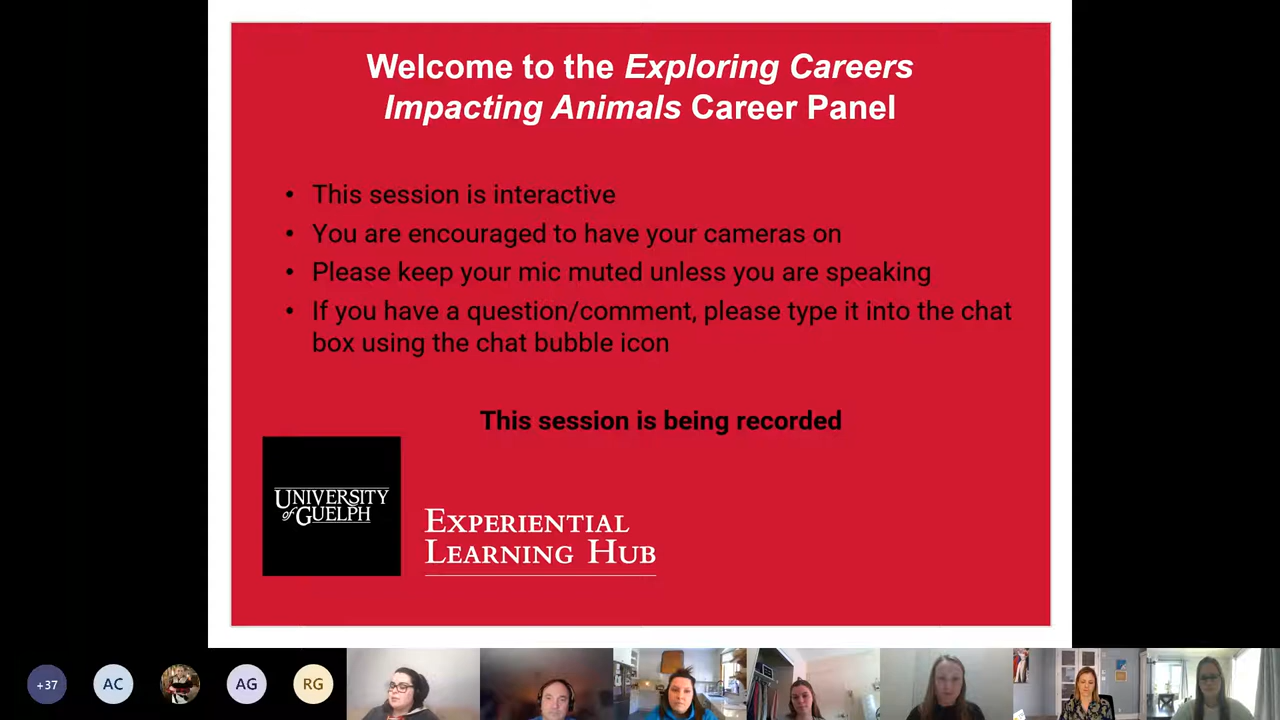 Welcome to the Exploring Careers
Impacting Animals Career Panel
• This session is interactive
• You are encouraged to have your cameras on
• Please keep your mic muted unless you are speaking
• If you have a question/comment, please type it into the chat
box using the chat bubble icon
This session is being recorded
UNIVERSITY
of GUELPH
EXPERIENTIAL
LEARNING HUB
+37
AC
AG
RG